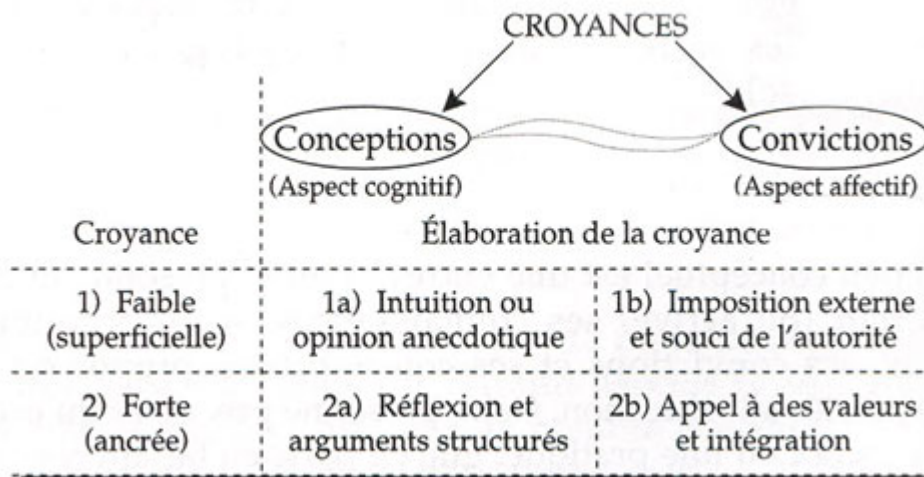 CROYANCES
Conceptions
Convictions
(Aspect cognitif)
(Aspect affectif)
Croyance
Élaboration de la croyance
1) Faible
(superficielle)
1a) Intuition ou
opinion anecdotique
1b) Imposition externe
et souci de l'autorité
2) Forte
(ancrée)
2a) Réflexion et
arguments structurés
2b) Appel à des valeurs
et intégration